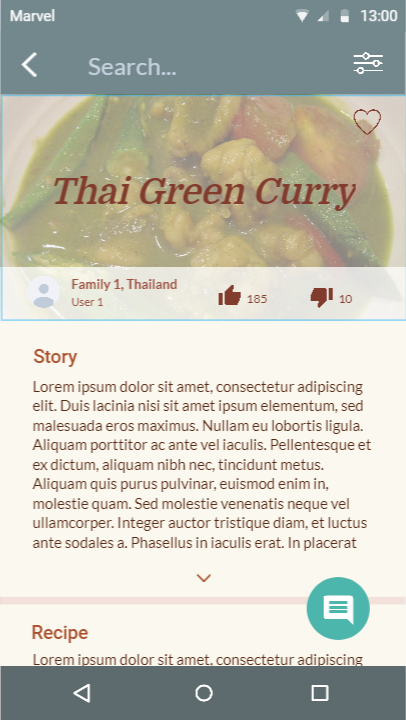 Marvel 13:00
Search...
Thai Green Curry
Family 1, Thailand
User 1
185
10
Story
Lorem ipsum dolor sit amet, consectetur adipiscing
elit. Duis lacinia nisi sit amet ipsum elementum, sed
malesuada eros maximus. Nullam eu lobortis ligula.
Aliquam porttitor ac ante vel iaculis. Pellentesque et
ex dictum, aliquam nibh nec, tincidunt metus.
Aliquam quis purus pulvinar, euismod enim in,
molestie quam. Sed molestie venenatis neque vel
ullamcorper. Integer auctor tristique diam, et luctus
ante sodales a. Phasellus in iaculis erat. In placerat
Recipe
Lorem ipsum dolor sit amet, consectetur adipiscing